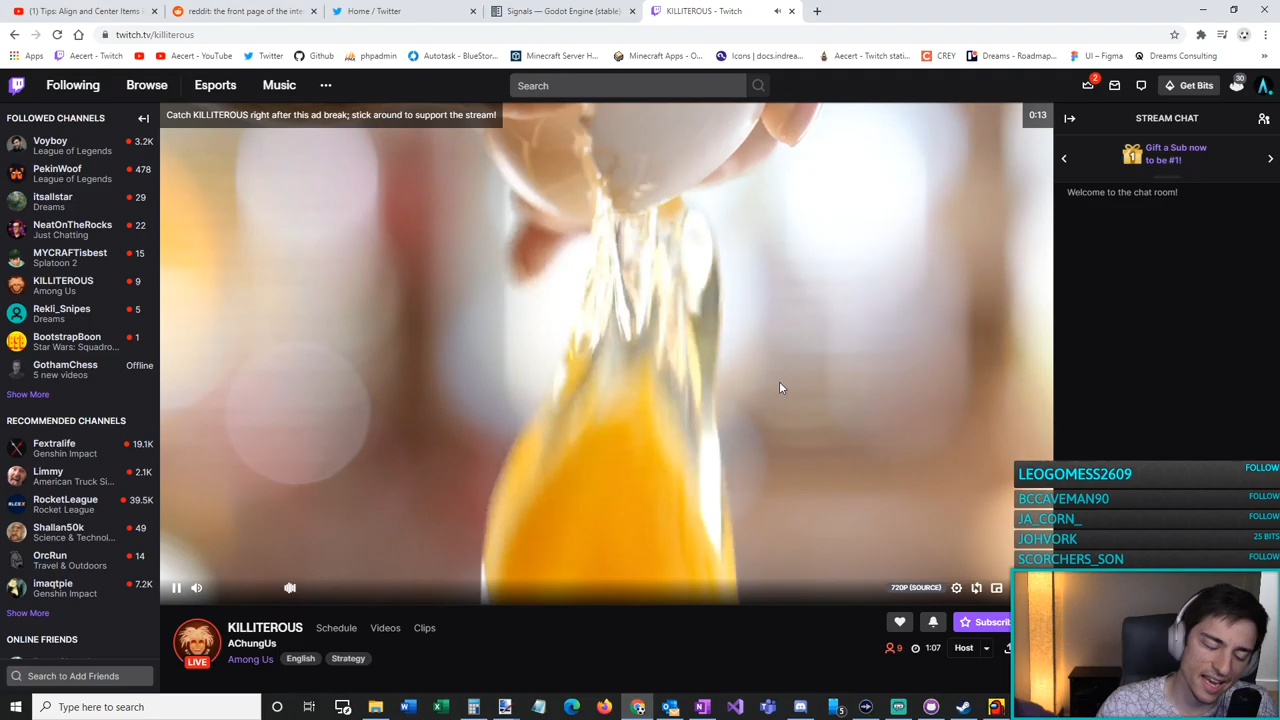 (1) Tips: Align and Center Items
reddit: the front page of the inte
Home / Twitter
Signals — Godot Engine (stable)
KILLITEROUS - Twitch
twitch.tv/killiterous
Apps
Aecert - Twitch
Aecert - YouTube
Twitter
Github
phpadmin
Autotask - BlueStor...
Minecraft Server H...
Minecraft Apps - O...
Icons | docs.indrea...
Aecert - Twitch stati...
CREY
Dreams - Roadmap...
UI – Figma
Dreams Consulting
Following
Browse
Esports
Music
Search
2
Get Bits
30
FOLLOWED CHANNELS
Voyboy
3.2K
League of Legends
PekinWoof
478
League of Legends
itsallstar
29
Dreams
NeatOnTheRocks
22
Just Chatting
MYCRAFTisbest
15
Splatoon 2
KILLITEROUS
9
Among Us
Rekli_Snipes
5
Dreams
BootstrapBoon
1
Star Wars: Squadro...
GothamChess
Offline
5 new videos
Show More
RECOMMENDED CHANNELS
Fextralife
19.1K
Genshin Impact
Limmy
2.1K
American Truck Si...
RocketLeague
39.5K
Rocket League
Shallan50k
49
Science & Technol...
OrcRun
14
Travel & Outdoors
imaqtpie
7.2K
Genshin Impact
Show More
ONLINE FRIENDS
Search to Add Friends
Catch KILLITEROUS right after this ad break; stick around to support the stream!
0:13
720P (SOURCE)
KILLITEROUS
Schedule
Videos
Clips
AChungUs
Among Us
English
Strategy
LIVE
Subscrib
9
1:07
Host
STREAM CHAT
Gift a Sub now
to be #1!
1
Welcome to the chat room!
LEOGOMESS2609
FOLLOW
BCCAVEMAN90
FOLLOW
JA_CORN_
FOLLOW
JOHVORK
25 BITS
SCORCHERS_SON
FOLLOW
Type here to search